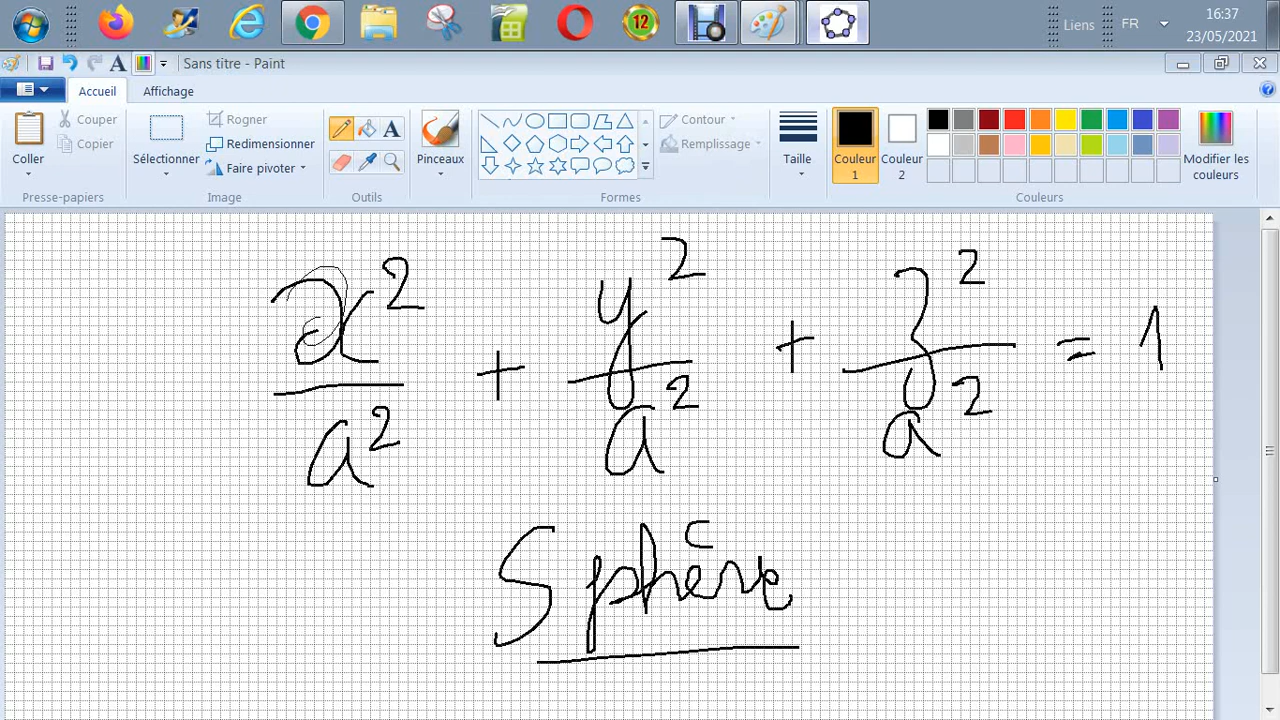 12
Liens
FR
16:37
23/05/2021
Sans titre - Paint
Accueil
Affichage
Coller
Couper
Copier
Presse-papiers
Sélectionner
Rogner
Redimensionner
Faire pivoter
Image
A
Outils
Pinceaux
Contour
Remplissage
Formes
Taille
Couleur 1
Couleur 2
Modifier les couleurs
Couleurs
x²/a² + y²/a² + z²/a² = 1
Sphère